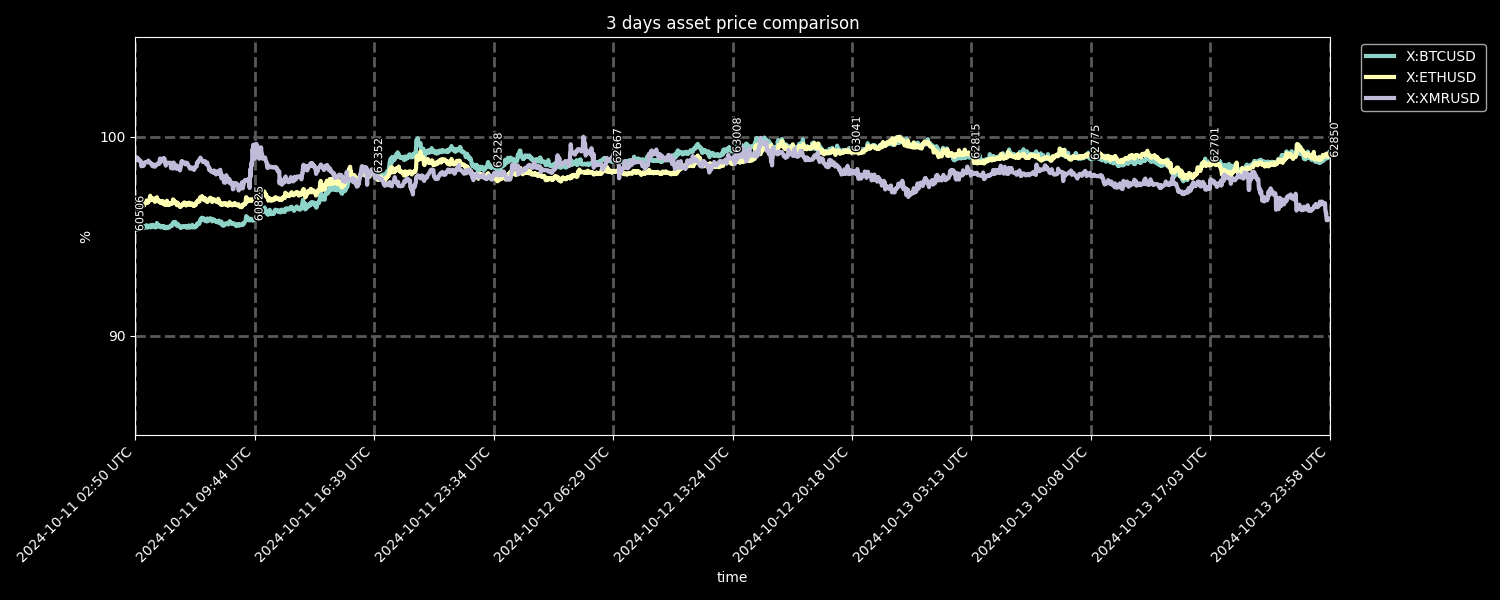 3 days asset price comparison
X:BTCUSD
X:ETHUSD
X:XMRUSD
100
90
%
60506
60825
62352
62528
62667
63008
63041
62815
62775
62701
62850
2024-10-11 02:50 UTC
2024-10-11 09:44 UTC
2024-10-11 16:39 UTC
2024-10-11 23:34 UTC
2024-10-12 06:29 UTC
2024-10-12 13:24 UTC
2024-10-12 20:18 UTC
2024-10-13 03:13 UTC
2024-10-13 10:08 UTC
2024-10-13 17:03 UTC
2024-10-13 23:58 UTC
time